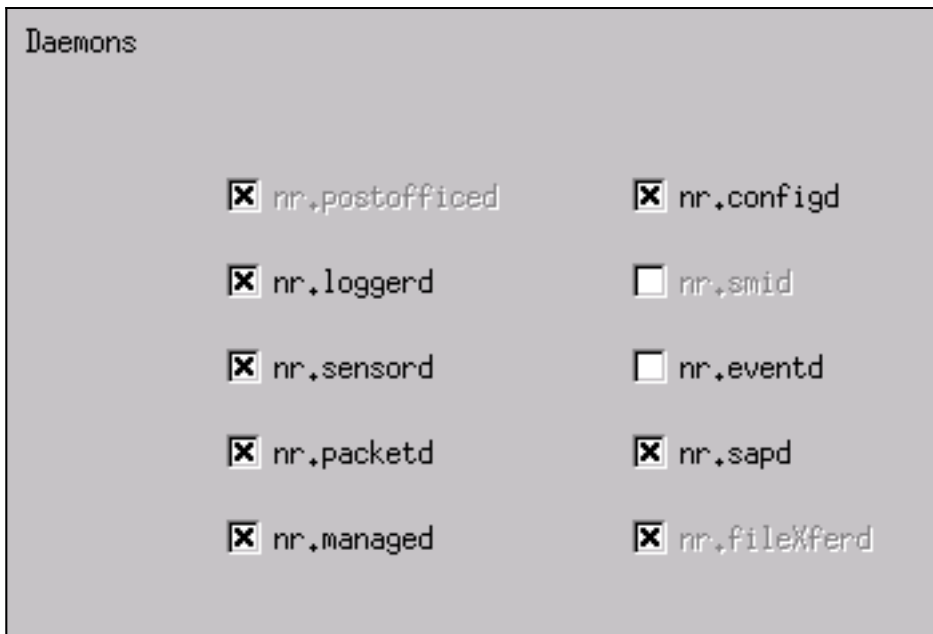 Daemons
nr.postofficed
nr.configd
nr.loggerd
nr.smid
nr.sensord
nr.eventd
nr.packetd
nr.sapd
nr.managed
nr.fileXferd